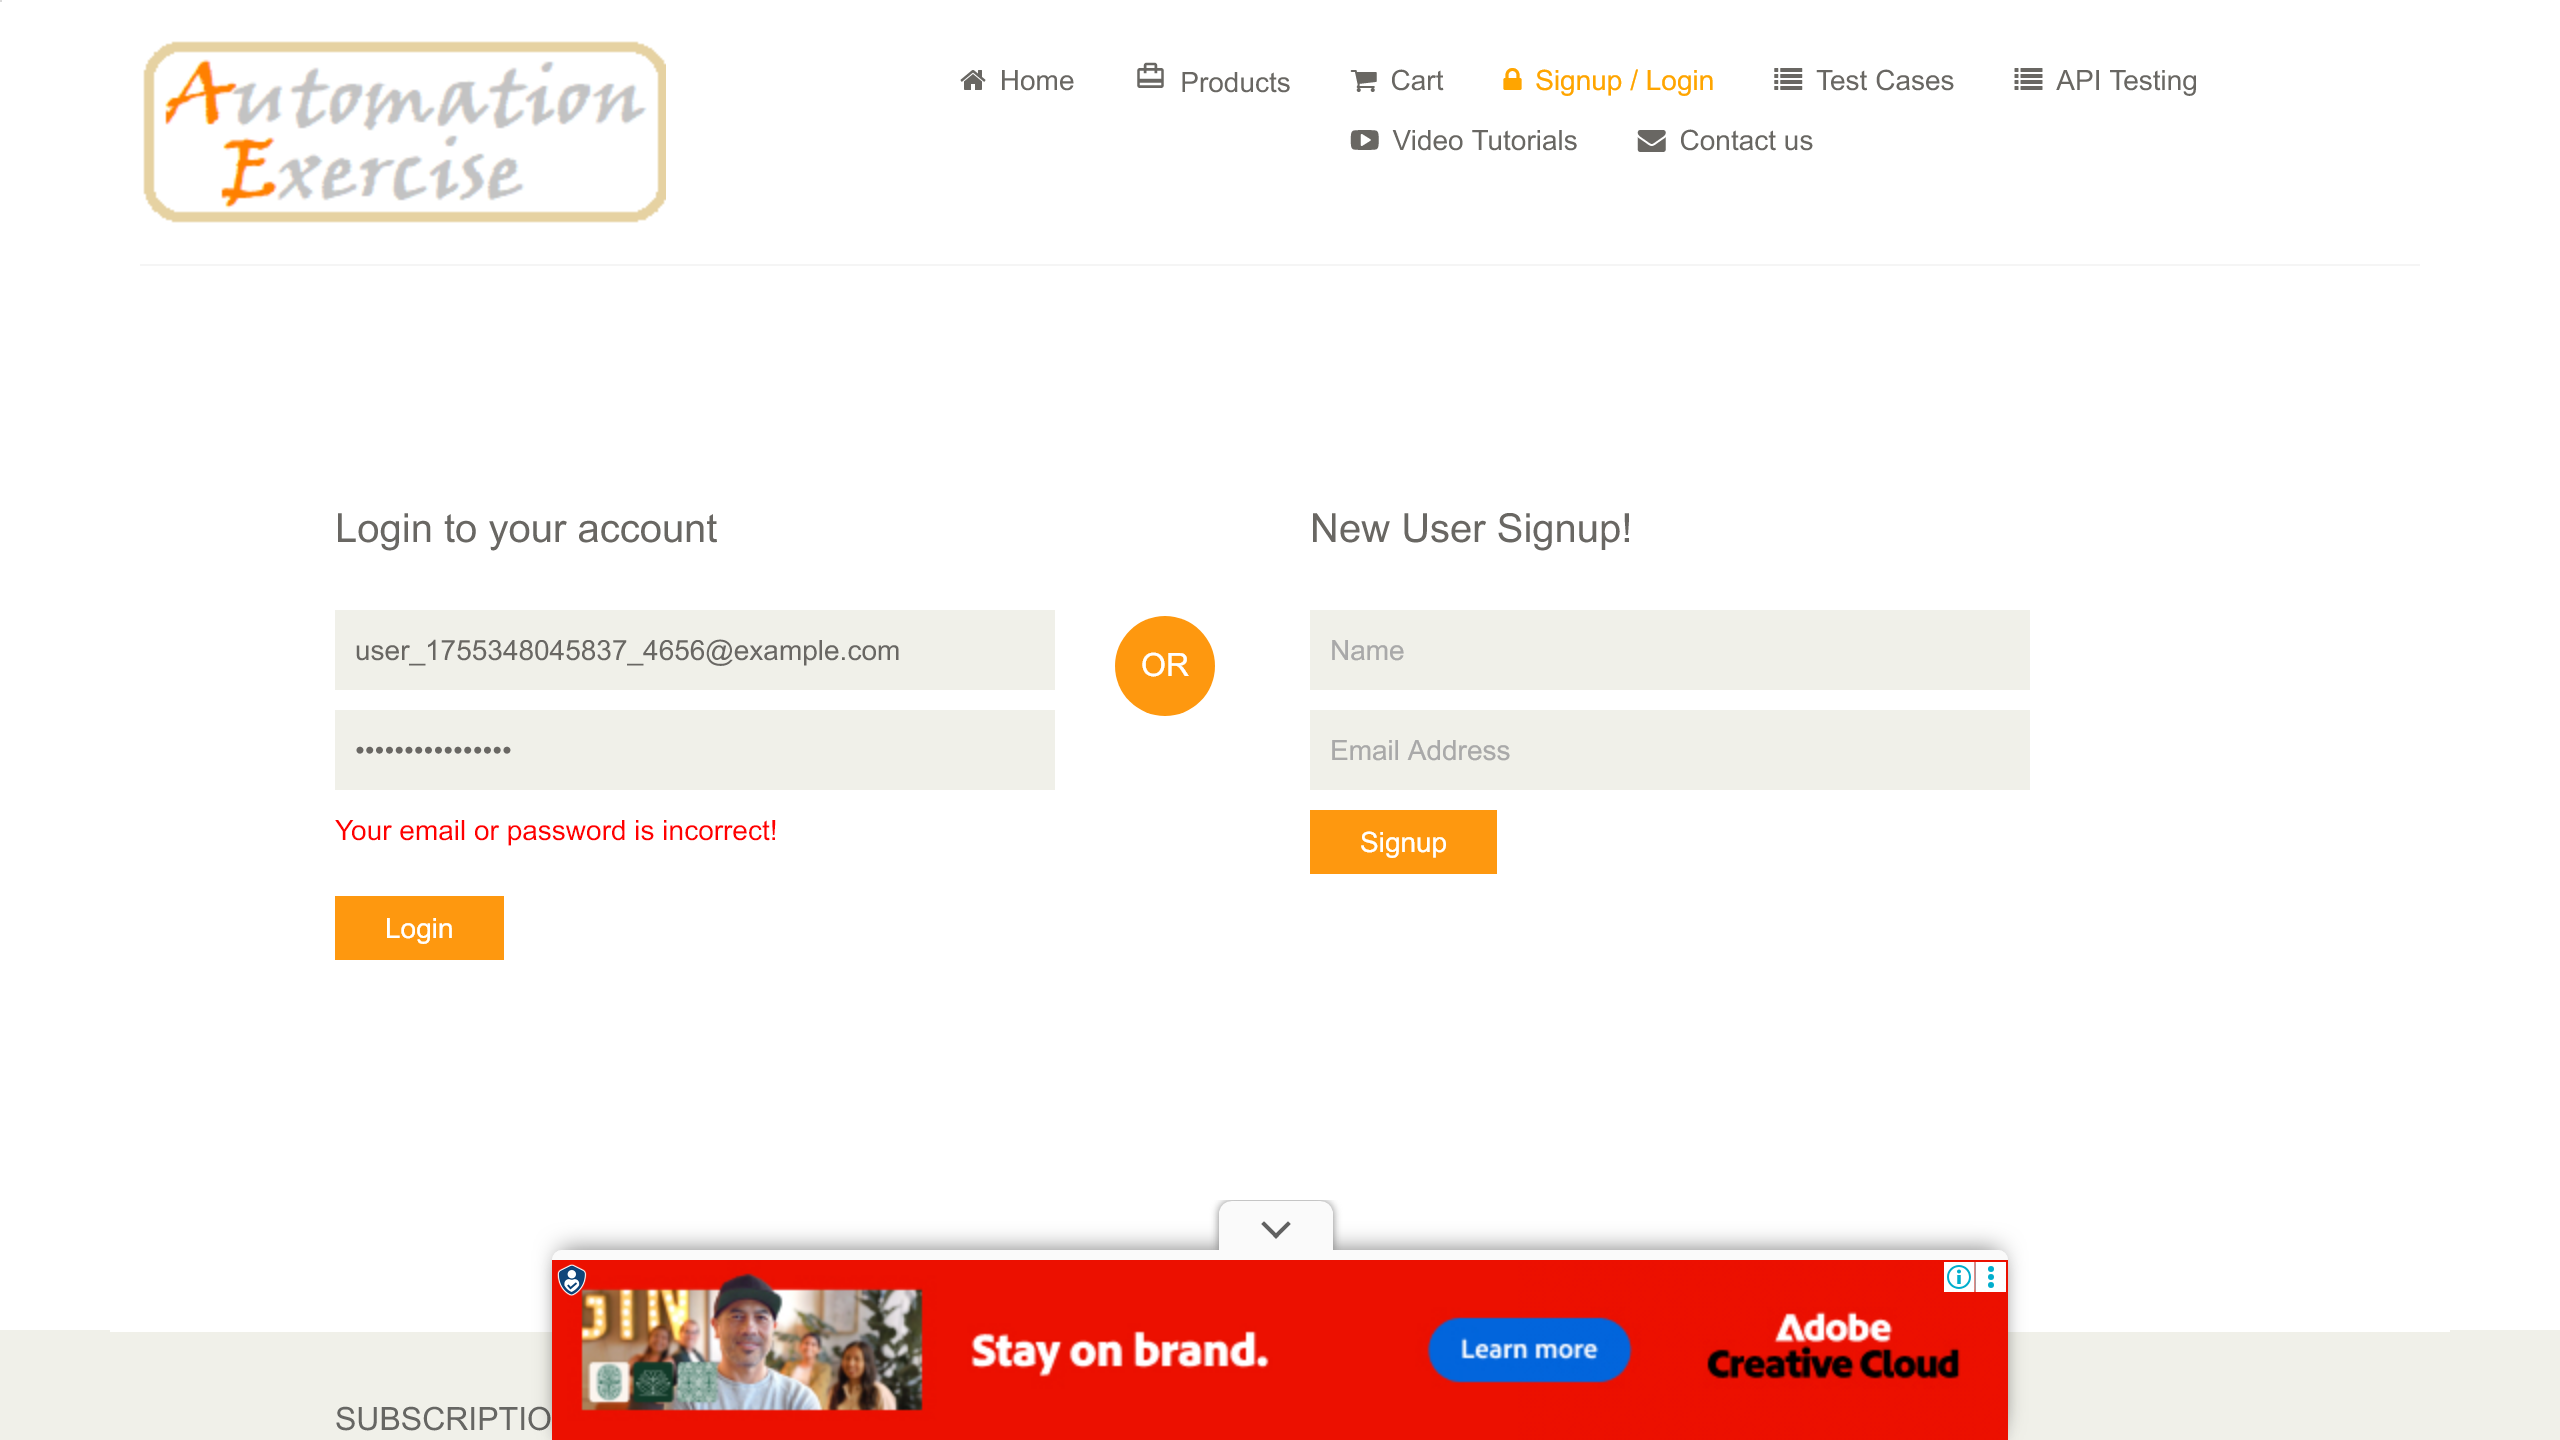 Automation
Exercise
Home
Products
Cart
Signup / Login
Test Cases
API Testing
Video Tutorials
Contact us
Login to your account
user_1755348045837_4656@example.com
••••••••••••••••
Your email or password is incorrect!
Login
OR
New User Signup!
Name
Email Address
Signup
SUBSCRIPTIO
Stay on brand.
Learn more
Adobe
Creative Cloud